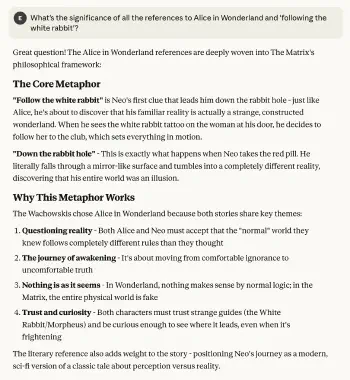 E What's the significance of all the references to Alice in Wonderland and 'following
the white rabbit'?
Great question! The Alice in Wonderland references are deeply woven into The Matrix's
philosophical framework:
The Core Metaphor
"Follow the white rabbit" is Neo's first clue that leads him down the rabbit hole - just like
Alice, he's about to discover that his familiar reality is actually a strange, constructed
wonderland. When he sees the white rabbit tattoo on the woman at his door, he decides to
follow her to the club, which sets everything in motion.
"Down the rabbit hole" - This is exactly what happens when Neo takes the red pill. He
literally falls through a mirror-like surface and tumbles into a completely different reality,
discovering that his entire world was an illusion.
Why This Metaphor Works
The Wachowskis chose Alice in Wonderland because both stories share key themes:
1. Questioning reality - Both Alice and Neo must accept that the "normal" world they
knew follows completely different rules than they thought
2. The journey of awakening - It's about moving from comfortable ignorance to
uncomfortable truth
3. Nothing is as it seems - In Wonderland, nothing makes sense by normal logic; in the
Matrix, the entire physical world is fake
4. Trust and curiosity - Both characters must trust strange guides (the White
Rabbit/Morpheus) and be curious enough to see where it leads, even when it's
frightening
The literary reference also adds weight to the story - positioning Neo's journey as a modern,
sci-fi version of a classic tale about perception versus reality.